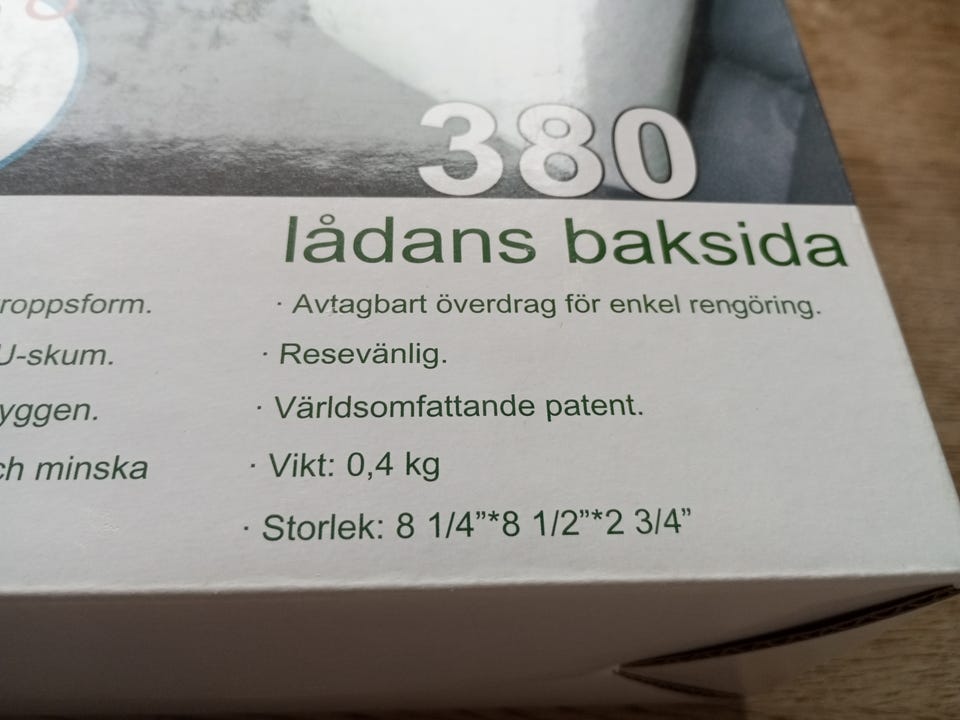 380
lådans baksida
· Avtagbart överdrag för enkel rengöring.
· Resevänlig.
· Världsomfattande patent.
· Vikt: 0,4 kg
· Storlek: 8 1/4”*8 1/2”*2 3/4”
roppsform.
U-skum.
yggen.
ch minska